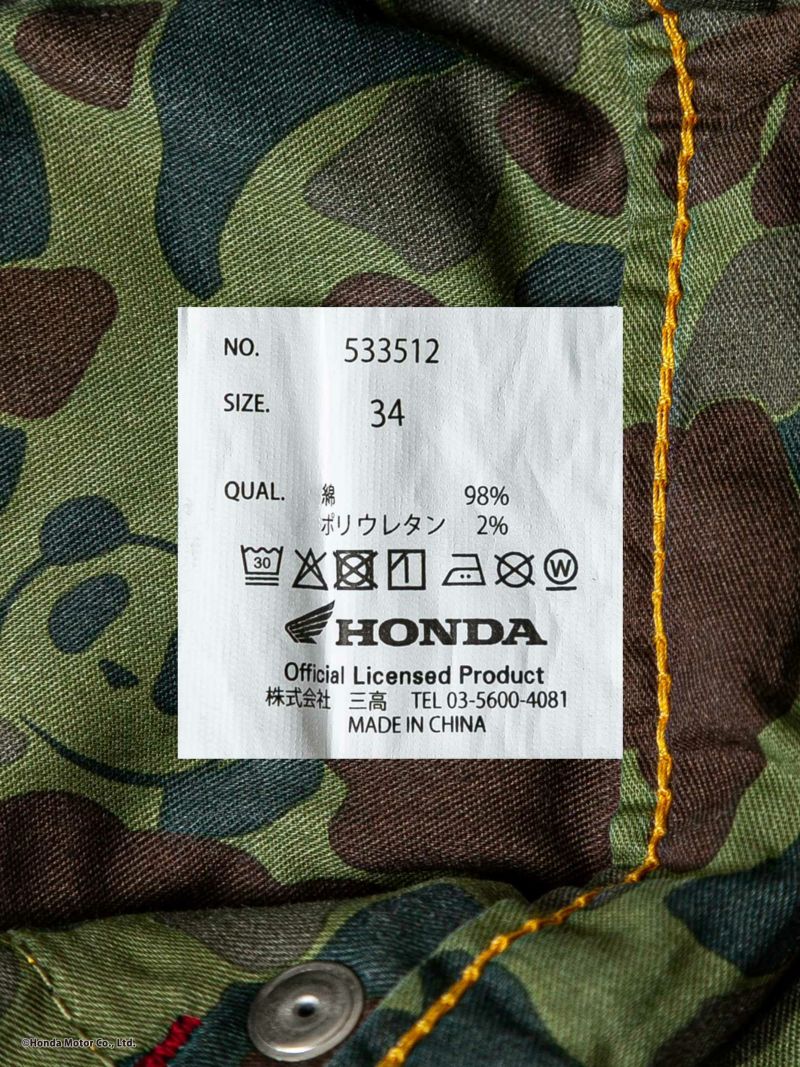 NO. 533512
SIZE. 34
QUAL. 綿 98%
ポリウレタン 2%
30 W
HONDA
Official Licensed Product
株式会社 三高 TEL 03-5600-4081
MADE IN CHINA
©Honda Motor Co., Ltd.